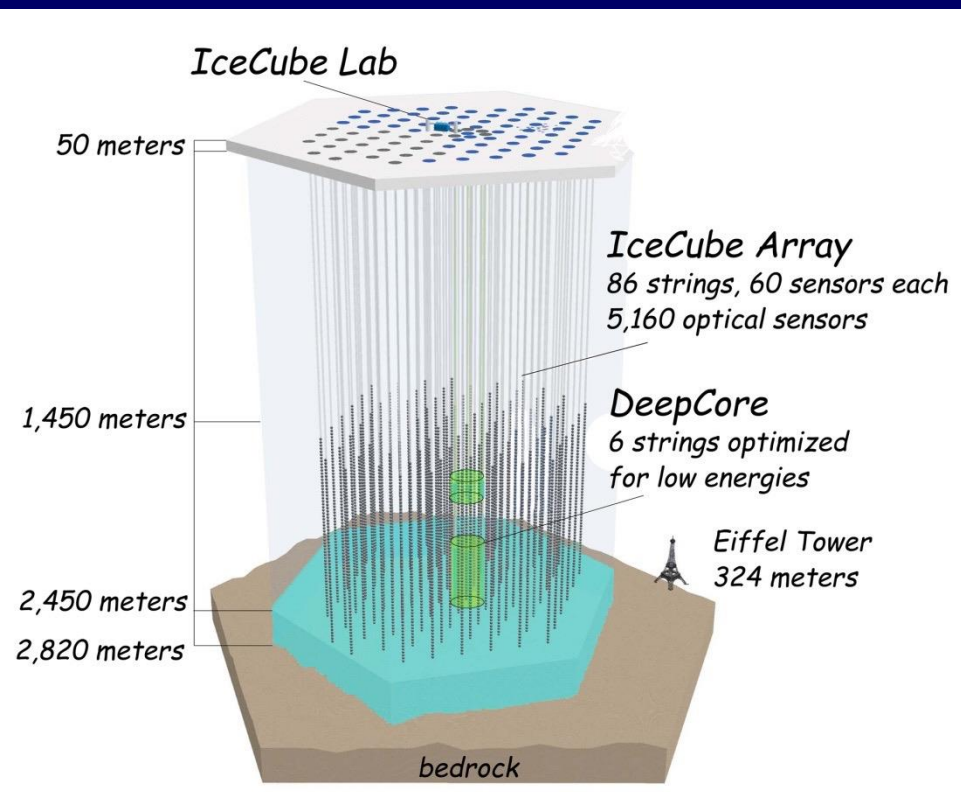 IceCube Lab
50 meters
IceCube Array
86 strings, 60 sensors each
5,160 optical sensors
1,450 meters
DeepCore
6 strings optimized
for low energies
Eiffel Tower
324 meters
2,450 meters
2,820 meters
bedrock